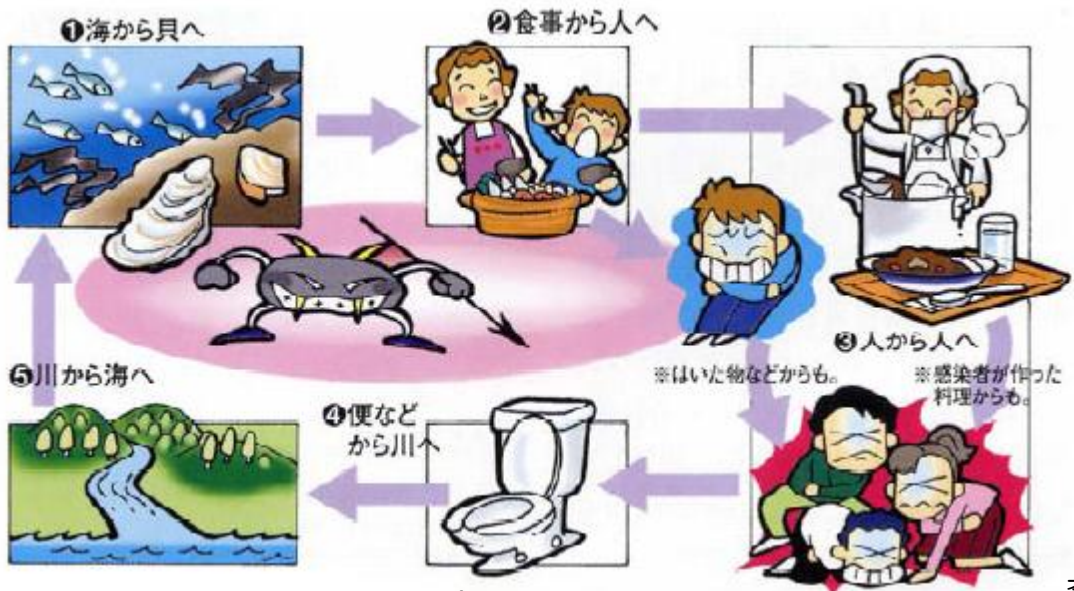 ❶海から貝へ
❷食事から人へ
❸人から人へ
※はいた物などからも。
※感染者が作った
料理からも。
❹便など
から川へ
❺川から海へ